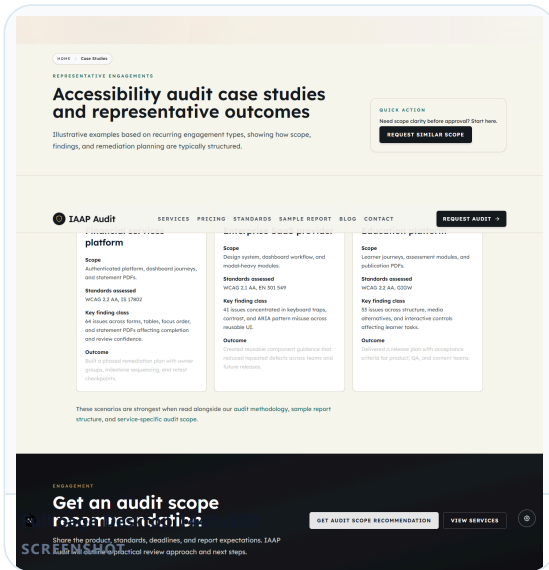 HOME
Case Studies
REPRESENTATIVE ENGAGEMENTS
Accessibility audit case studies
and representative outcomes
Illustrative examples based on recurring engagement types, showing how scope,
findings, and remediation planning are typically structured.
QUICK ACTION
Need scope clarity before approval? Start here.
REQUEST SIMILAR SCOPE
IAAP Audit
SERVICES PRICING STANDARDS SAMPLE REPORT BLOG CONTACT
REQUEST AUDIT →
platform
Scope
Authenticated platform, dashboard journeys,
and statement PDFs.
Standards assessed
WCAG 2.2 AA, IS 17802
Key finding class
64 issues across forms, tables, focus order,
and statement PDFs affecting completion
and review confidence.
Outcome
Built a phased remediation plan with owner
groups, milestone sequencing, and retest
checkpoints.
Scope
Design system, dashboard workflow, and
modal-heavy modules.
Standards assessed
WCAG 2.1 AA, EN 301 549
Key finding class
41 issues concentrated in keyboard traps,
contrast, and ARIA pattern misuse across
reusable UI.
Outcome
Created reusable component guidance that
reduced repeated defects across teams and
future releases.
Scope
Learner journeys, assessment modules, and
publication PDFs.
Standards assessed
WCAG 2.2 AA, GIGW
Key finding class
55 issues across structure, media
alternatives, and interactive controls
affecting learner tasks.
Outcome
Delivered a release plan with acceptance
criteria for product, QA, and content teams.
These scenarios are strongest when read alongside our audit methodology, sample report
structure, and service-specific audit scope.
ENGAGEMENT
Get an audit scope
recommendation
Share the product, standards, deadlines, and report expectations. IAAP
Audit will outline a practical review approach and next steps.
GET AUDIT SCOPE RECOMMENDATION
VIEW SERVICES
SCREENSHOT